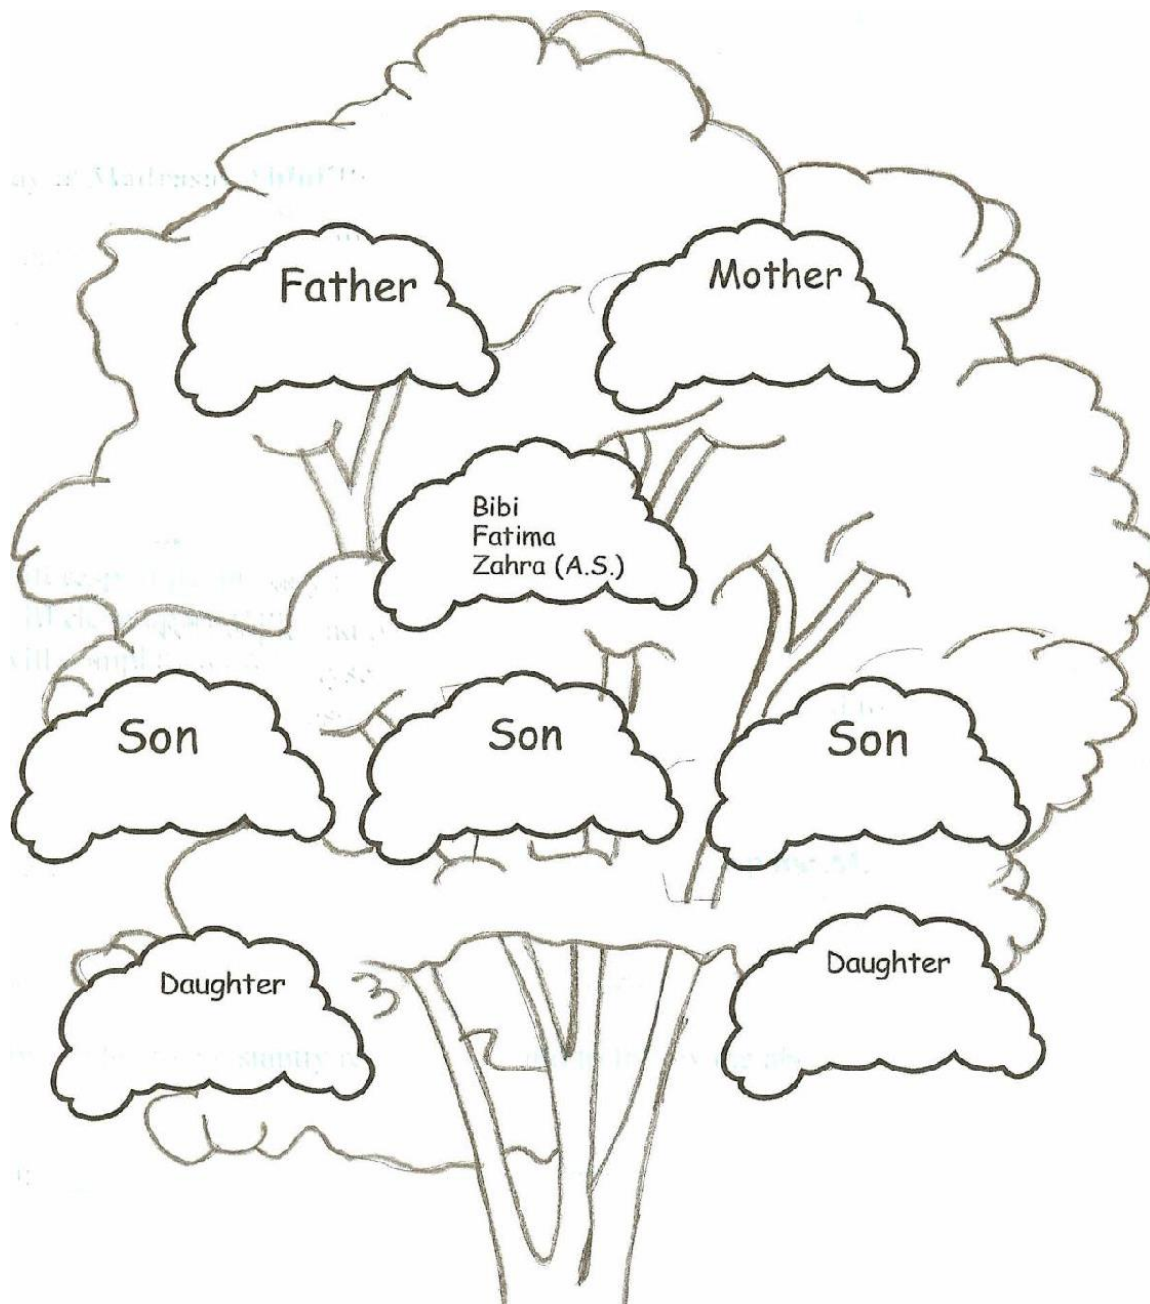 Father
Mother
Bibi
Fatima
Zahra (A.S.)
Son
Son
Son
Daughter
Daughter